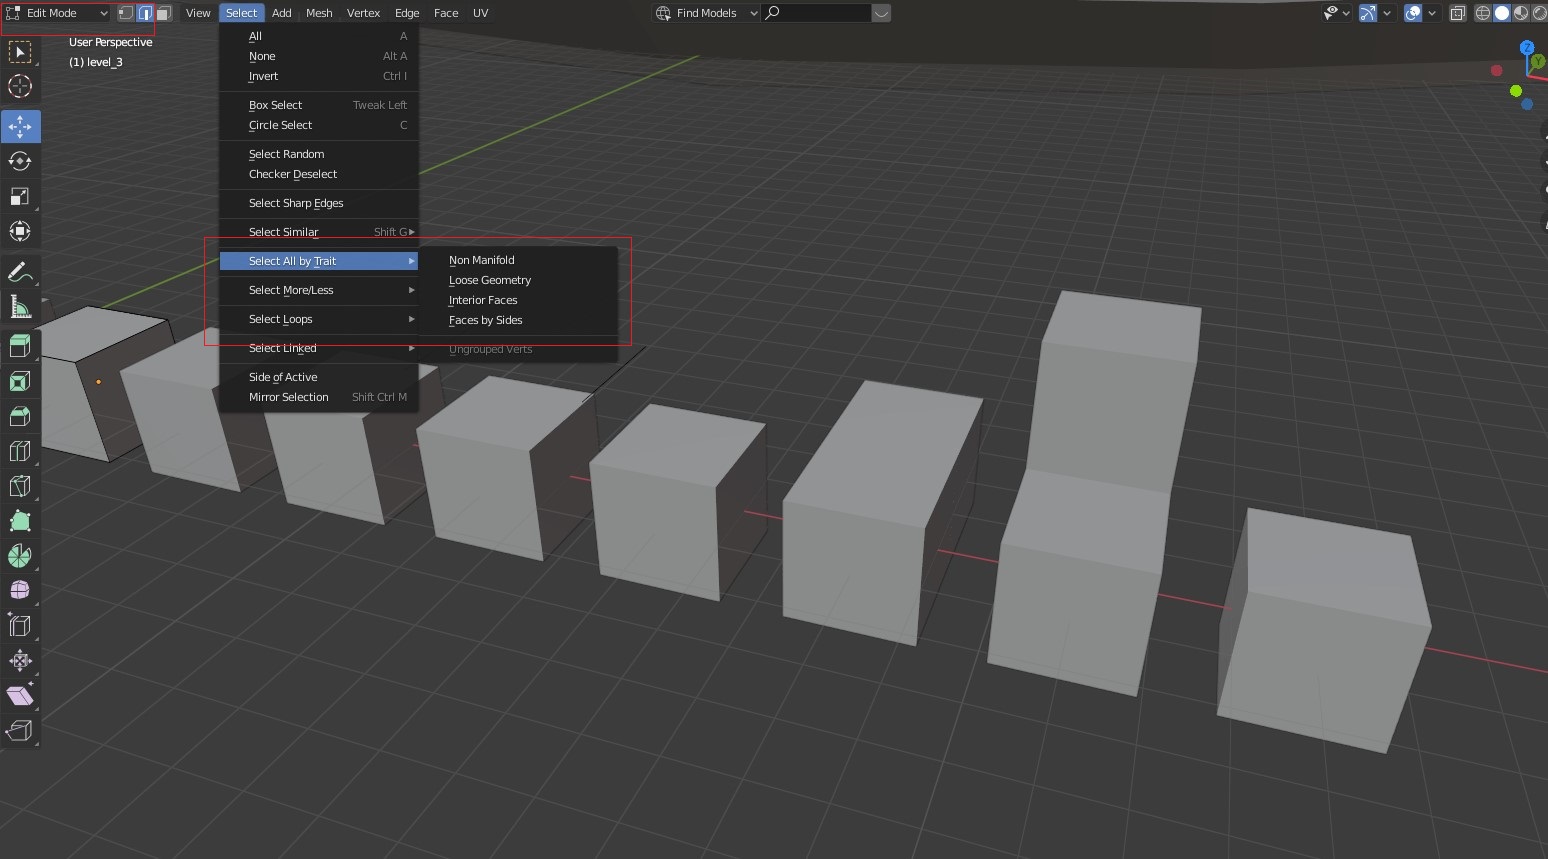 Edit Mode View Select Add Mesh Vertex Edge Face UV Find Models
User Perspective
(1) level_3
All A
None Alt A
Invert Ctrl I
Box Select Tweak Left
Circle Select C
Select Random
Checker Deselect
Select Sharp Edges
Select Similar Shift G
Select All by Trait
Select More/Less
Select Loops
Select Linked
Side of Active
Mirror Selection Shift Ctrl M
Non Manifold
Loose Geometry
Interior Faces
Faces by Sides
Ungrouped Verts
Z
Y